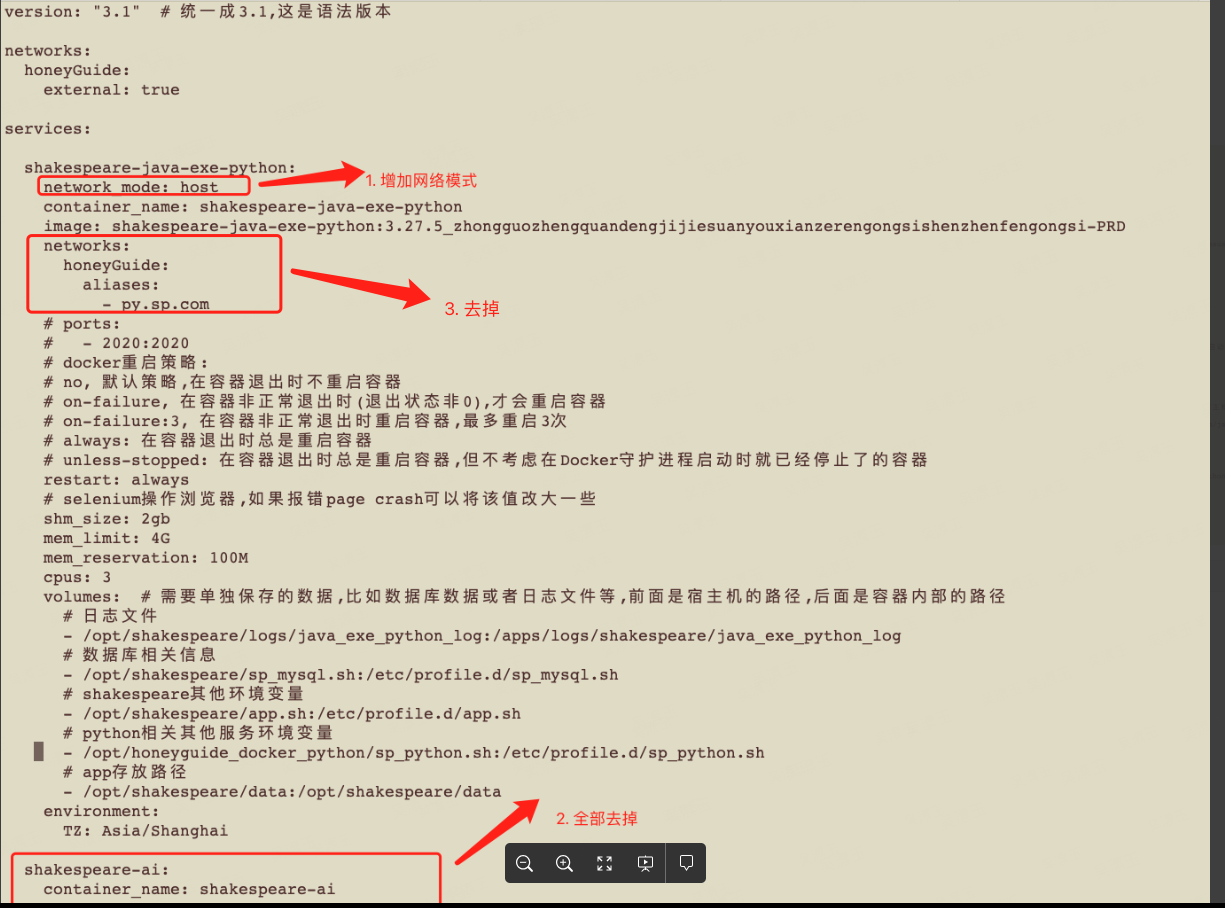 version: "3.1"  # 统一成3.1,这是语法版本
networks:
  honeyGuide:
    external: true
services:
  shakespeare-java-exe-python:
    network_mode: host
1. 增加网络模式
    container_name: shakespeare-java-exe-python
    image: shakespeare-java-exe-python:3.27.5_zhongguozhengquandengjijiesuanyouxianzerengongsishenzhenfengongsi-PRD
    networks:
      honeyGuide:
        aliases:
          - py.sp.com
3. 去掉
    # ports:
    #   - 2020:2020
    # docker重启策略:
    # no, 默认策略,在容器退出时不重启容器
    # on-failure, 在容器非正常退出时(退出状态非0),才会重启容器
    # on-failure:3, 在容器非正常退出时重启容器,最多重启3次
    # always: 在容器退出时总是重启容器
    # unless-stopped: 在容器退出时总是重启容器,但不考虑在Docker守护进程启动时就已经停止了的容器
    restart: always
    # selenium操作浏览器,如果报错page crash可以将该值改大一些
    shm_size: 2gb
    mem_limit: 4G
    mem_reservation: 100M
    cpus: 3
    volumes:  # 需要单独保存的数据,比如数据库数据或者日志文件等,前面是宿主机的路径,后面是容器内部的路径
      # 日志文件
      - /opt/shakespeare/logs/java_exe_python_log:/apps/logs/shakespeare/java_exe_python_log
      # 数据库相关信息
      - /opt/shakespeare/sp_mysql.sh:/etc/profile.d/sp_mysql.sh
      # shakespeare其他环境变量
      - /opt/shakespeare/app.sh:/etc/profile.d/app.sh
      # python相关其他服务环境变量
      - /opt/honeyguide_docker_python/sp_python.sh:/etc/profile.d/sp_python.sh
      # app存放路径
      - /opt/shakespeare/data:/opt/shakespeare/data
    environment:
      TZ: Asia/Shanghai
2. 全部去掉
  shakespeare-ai:
    container_name: shakespeare-ai